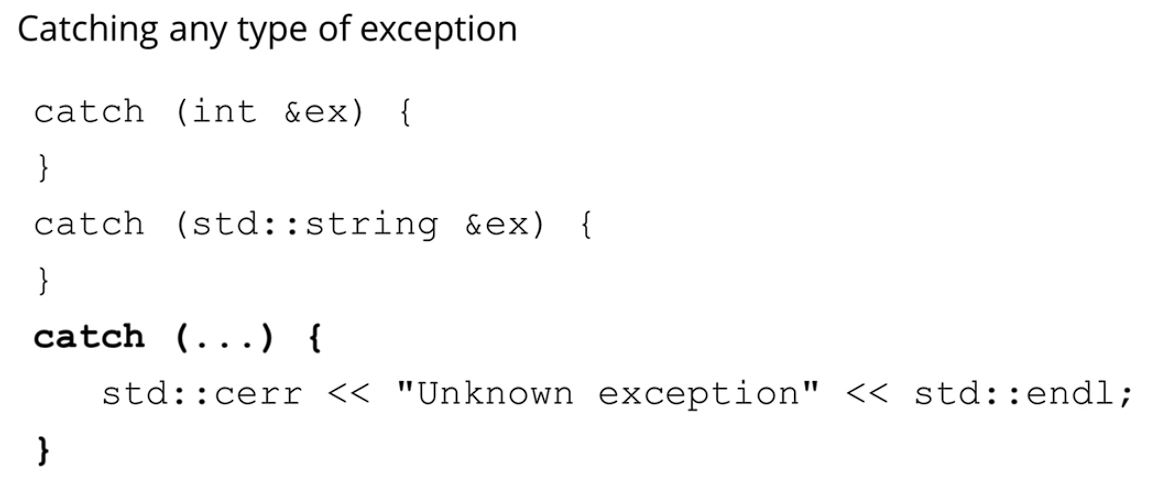 Catching any type of exception
catch (int &ex) {
}
catch (std::string &ex) {
}
catch (...) {
   std::cerr << "Unknown exception" << std::endl;
}